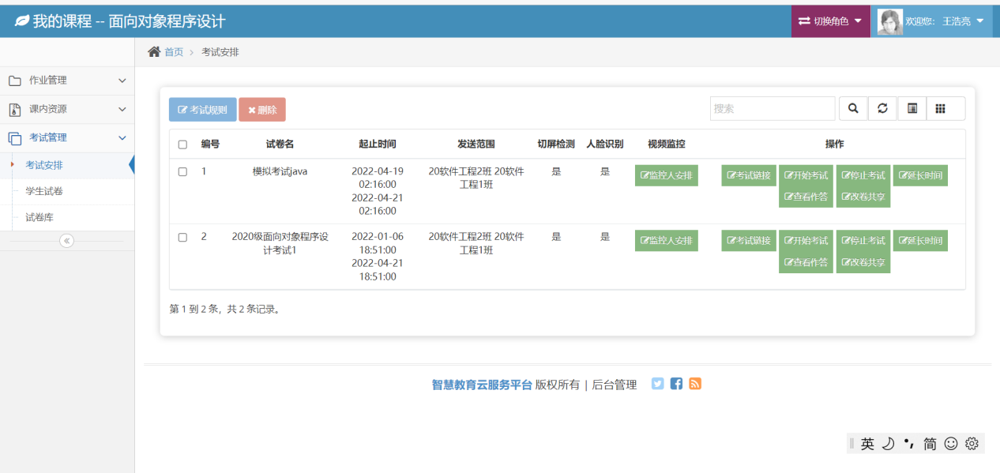 我的课程 -- 面向对象程序设计
切换角色
欢迎您: 王浩亮
首页 > 考试安排
作业管理
课内资源
考试管理
考试安排
学生试卷
试卷库
考试规则 删除
搜索
编号 试卷名 起止时间 发送范围 切屏检测 人脸识别 视频监控 操作
1 模拟考试java 2022-04-19 20软件工程2班 20软件 是 是 监控人安排 考试链接 开始考试 停止考试 延长时间
02:16:00 工程1班
2022-04-21 查看作答 改卷共享
02:16:00
2 2020级面向对象程序设 2022-01-06 20软件工程2班 20软件 是 是 监控人安排 考试链接 开始考试 停止考试 延长时间
计考试1 18:51:00 工程1班
2022-04-21 查看作答 改卷共享
18:51:00
第 1 到 2 条，共 2 条记录。
智慧教育云服务平台 版权所有 | 后台管理
英 简